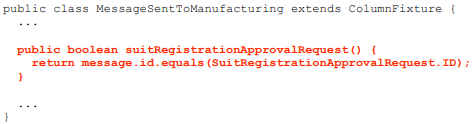 public class MessageSentToManufacturing extends ColumnFixture {
  ...
  public boolean suitRegistrationApprovalRequest() {
    return message.id.equals(SuitRegistrationApprovalRequest.ID);
  }
  ...
}